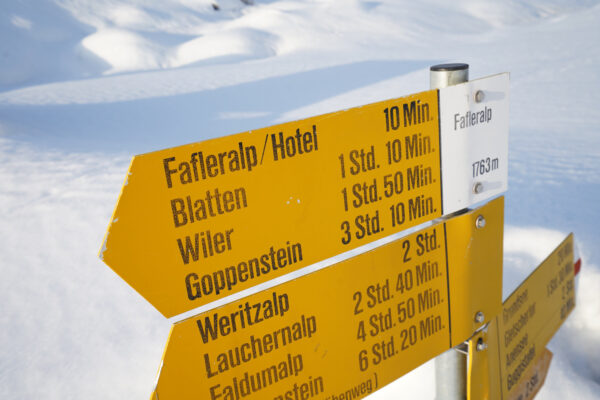 Fafleralp/Hotel 10 Min.
Blatten 1 Std. 10 Min.
Wiler 1 Std. 50 Min.
Goppenstein 3 Std. 10 Min.
Fafleralp
1763 m
Weritzalp 2 Std.
Lauchernalp 2 Std. 40 Min.
Faldumalp 4 Std. 50 Min.
6 Std. 20 Min.